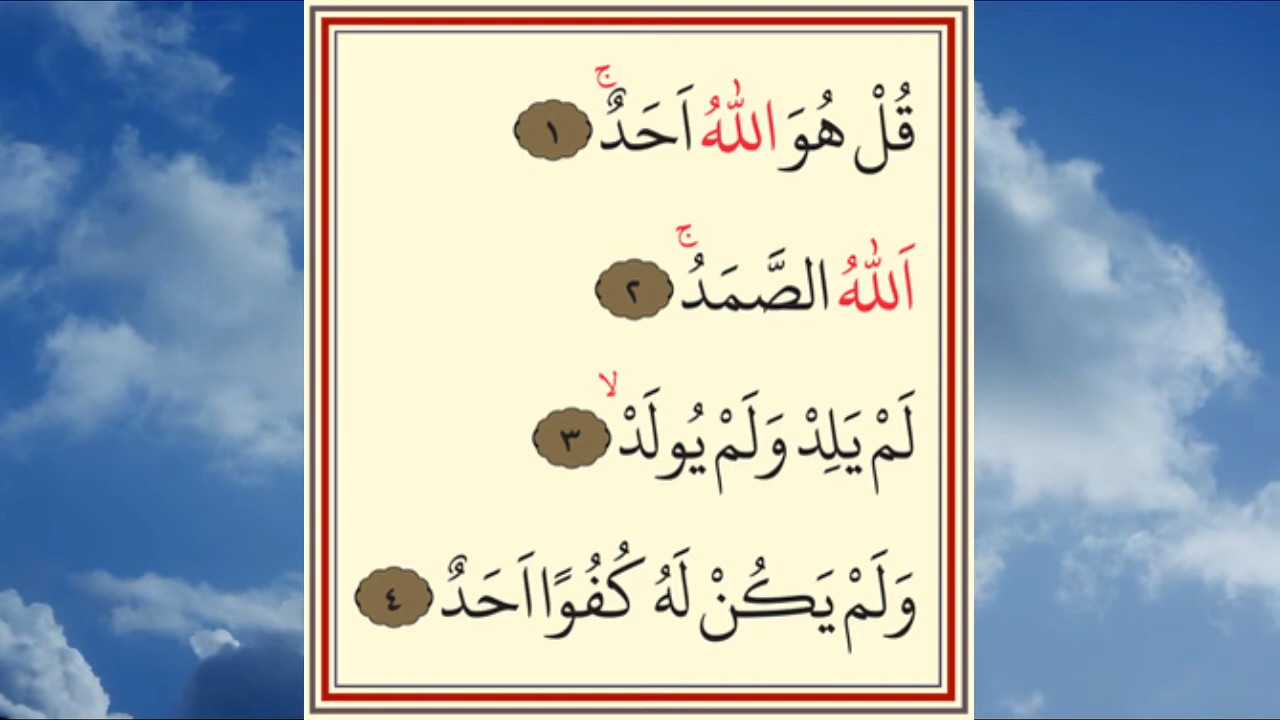 قُلْ هُوَ اللّٰهُ اَحَدٌۚ ١
اَللّٰهُ الصَّمَدُۚ ٢
لَمْ يَلِدْ وَلَمْ يُولَدْۙ ٣
وَلَمْ يَكُنْ لَهُ كُفُوًا اَحَدٌ ٤